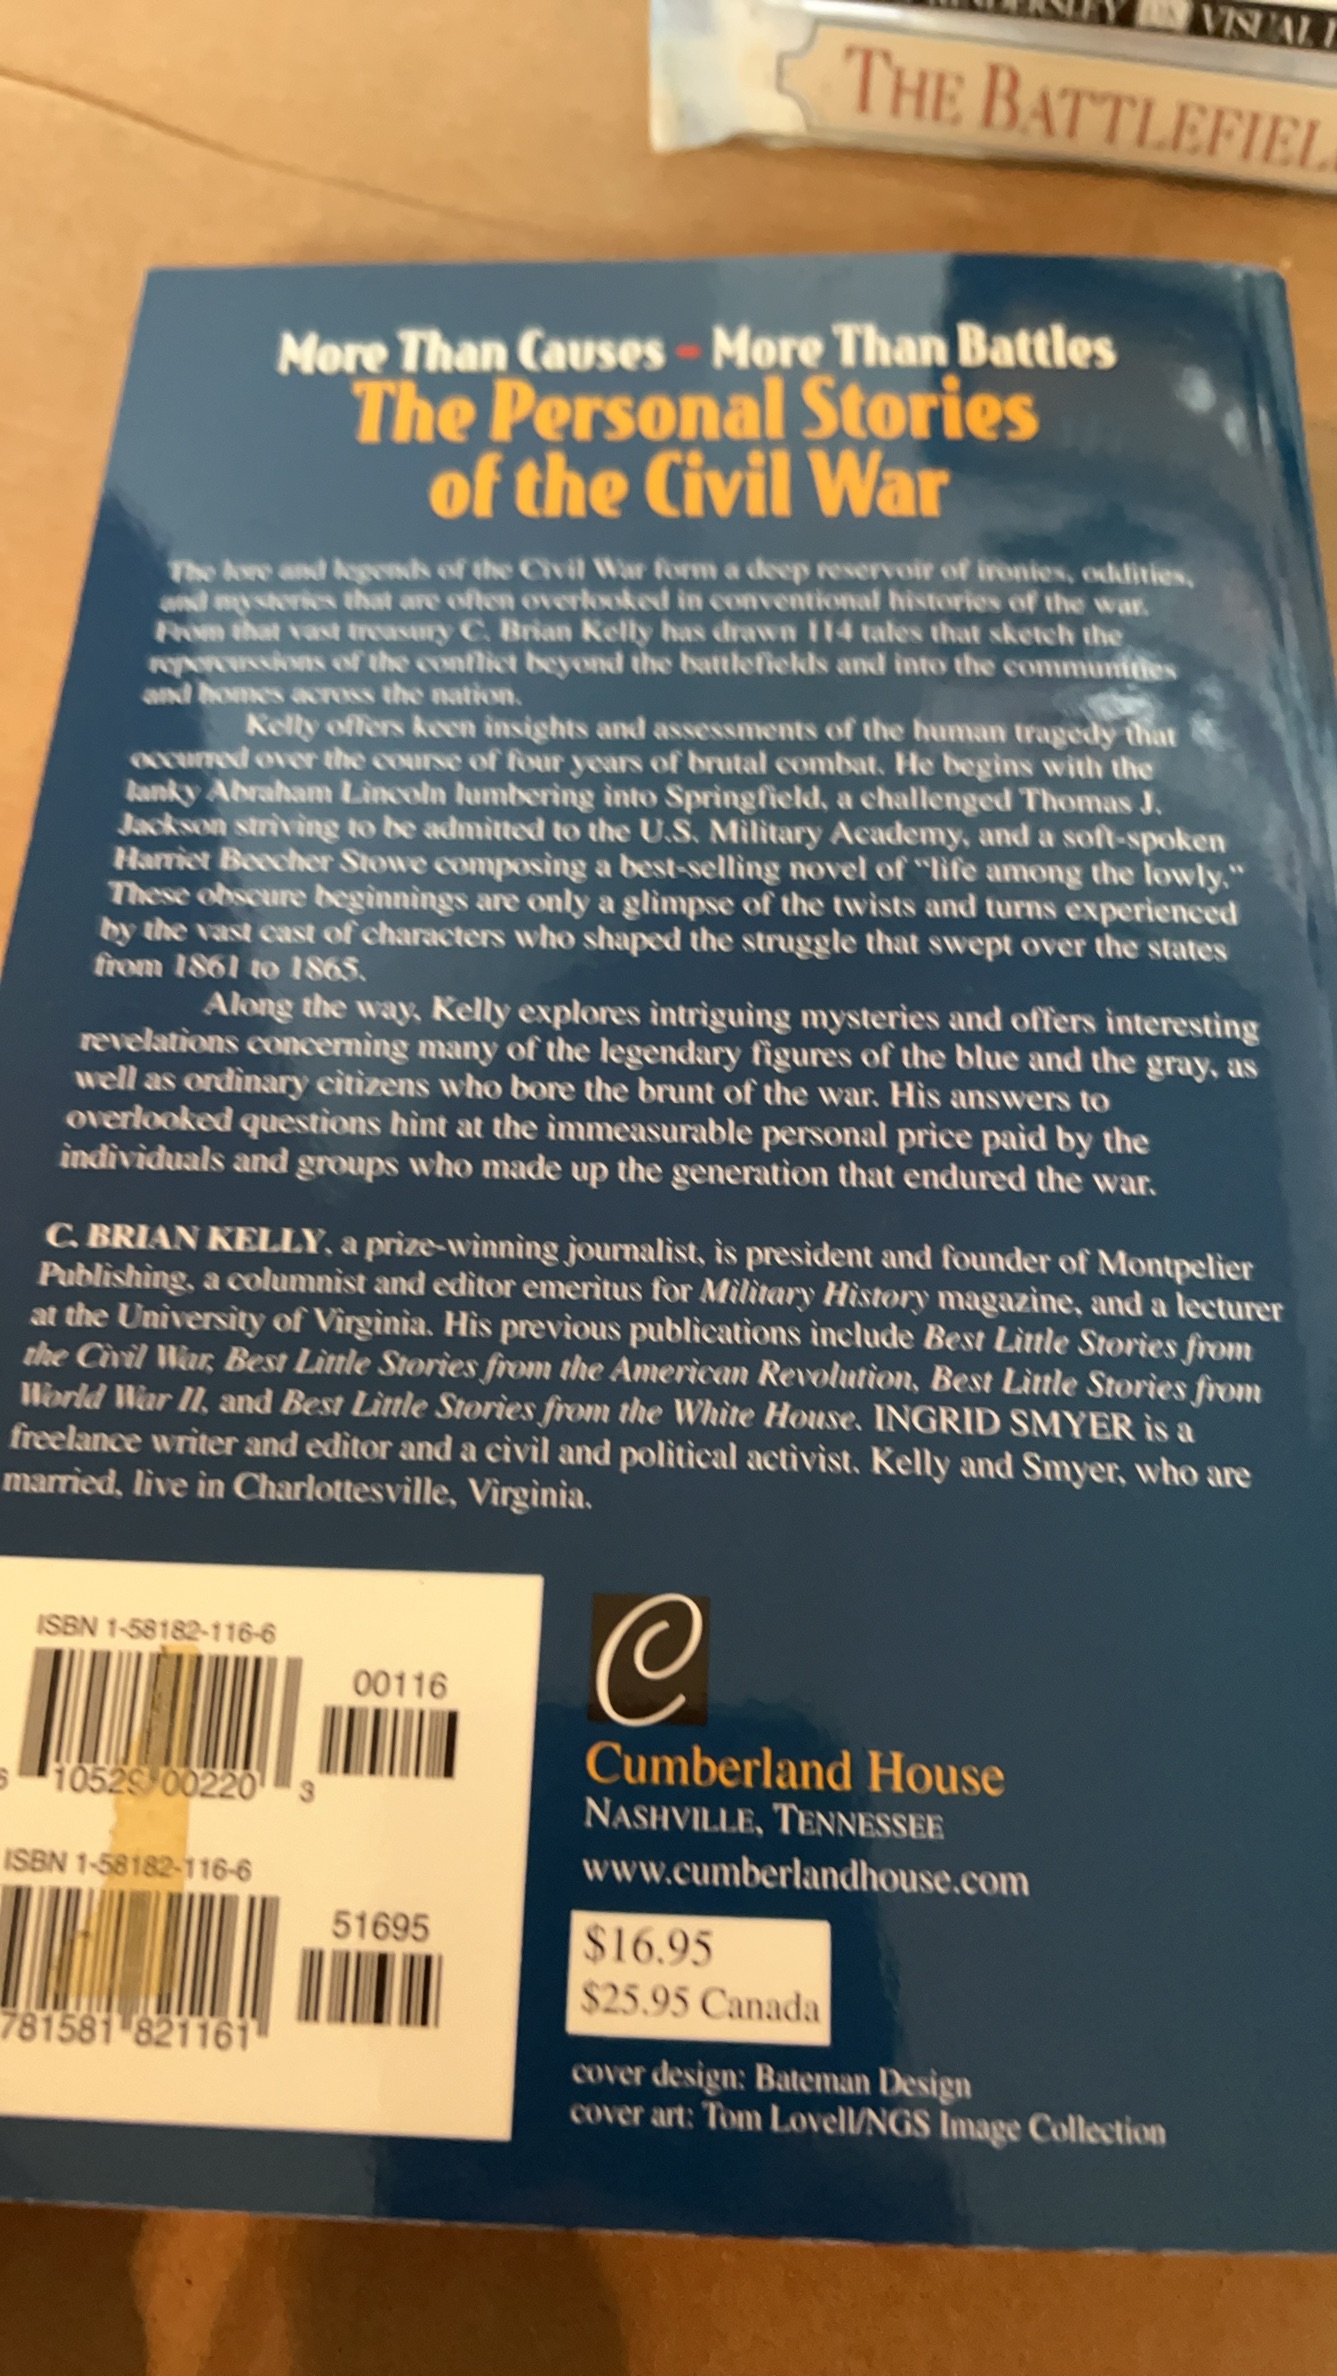 VISUAL
THE BATTLEFIEL
More Than Causes - More Than Battles
The Personal Stories
of the Civil War
The lore and legends of the Civil War form a deep reservoir of ironies, oddities,
and mysteries that are often overlooked in conventional histories of the war.
From that vast treasury C. Brian Kelly has drawn 114 tales that sketch the
repercussions of the conflict beyond the battlefields and into the communities
and homes across the nation.
Kelly offers keen insights and assessments of the human tragedy that
occurred over the course of four years of brutal combat. He begins with the
lanky Abraham Lincoln lumbering into Springfield, a challenged Thomas J.
Jackson striving to be admitted to the U.S. Military Academy, and a soft-spoken
Harriet Beecher Stowe composing a best-selling novel of "life among the lowly."
These obscure beginnings are only a glimpse of the twists and turns experienced
by the vast cast of characters who shaped the struggle that swept over the states
from 1861 to 1865.
Along the way, Kelly explores intriguing mysteries and offers interesting
revelations concerning many of the legendary figures of the blue and the gray, as
well as ordinary citizens who bore the brunt of the war. His answers to
overlooked questions hint at the immeasurable personal price paid by the
individuals and groups who made up the generation that endured the war.
C. BRIAN KELLY, a prize-winning journalist, is president and founder of Montpelier
Publishing, a columnist and editor emeritus for Military History magazine, and a lecturer
at the University of Virginia. His previous publications include Best Little Stories from
the Civil War, Best Little Stories from the American Revolution, Best Little Stories from
World War II, and Best Little Stories from the White House. INGRID SMYER is a
freelance writer and editor and a civil and political activist. Kelly and Smyer, who are
married, live in Charlottesville, Virginia.
ISBN 1-58182-116-6
00116
6 10529 00220 3
ISBN 1-58182-116-6
51695
781581 821161
C
Cumberland House
NASHVILLE, TENNESSEE
www.cumberlandhouse.com
$16.95
$25.95 Canada
cover design: Bateman Design
cover art: Tom Lovell/NGS Image Collection